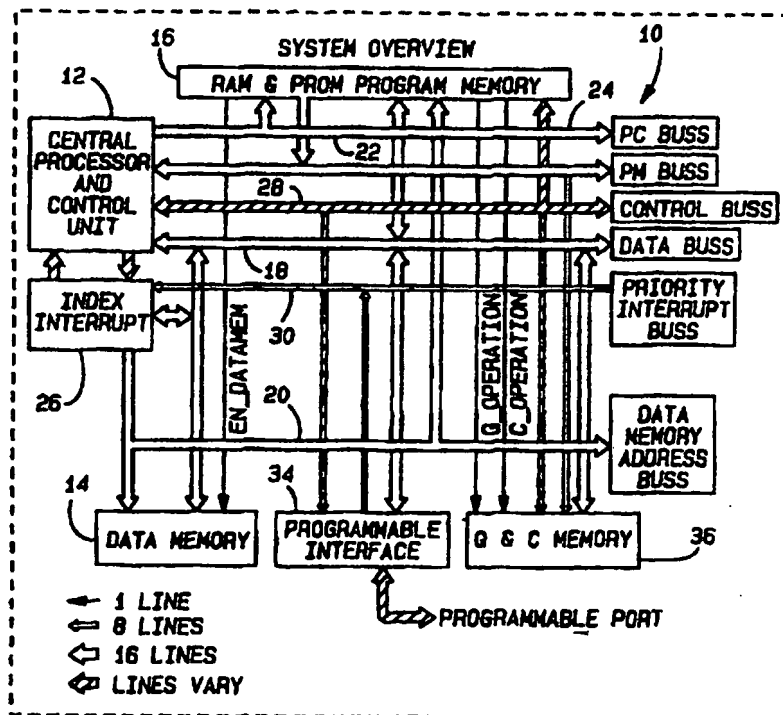 16
SYSTEM OVERVIEW
10
RAM & PROM PROGRAM MEMORY
12
24
CENTRAL
PROCESSOR
AND
CONTROL
UNIT
22
PC BUSS
PM BUSS
28
CONTROL BUSS
DATA BUSS
18
INDEX
INTERRUPT
30
PRIORITY
INTERRUPT
BUSS
26
EN_DATAMEM
Q_OPERATION
C_OPERATION
20
DATA
MEMORY
ADDRESS
BUSS
14
34
DATA MEMORY
PROGRAMMABLE
INTERFACE
Q & C MEMORY
36
1 LINE
8 LINES
16 LINES
LINES VARY
PROGRAMMABLE PORT